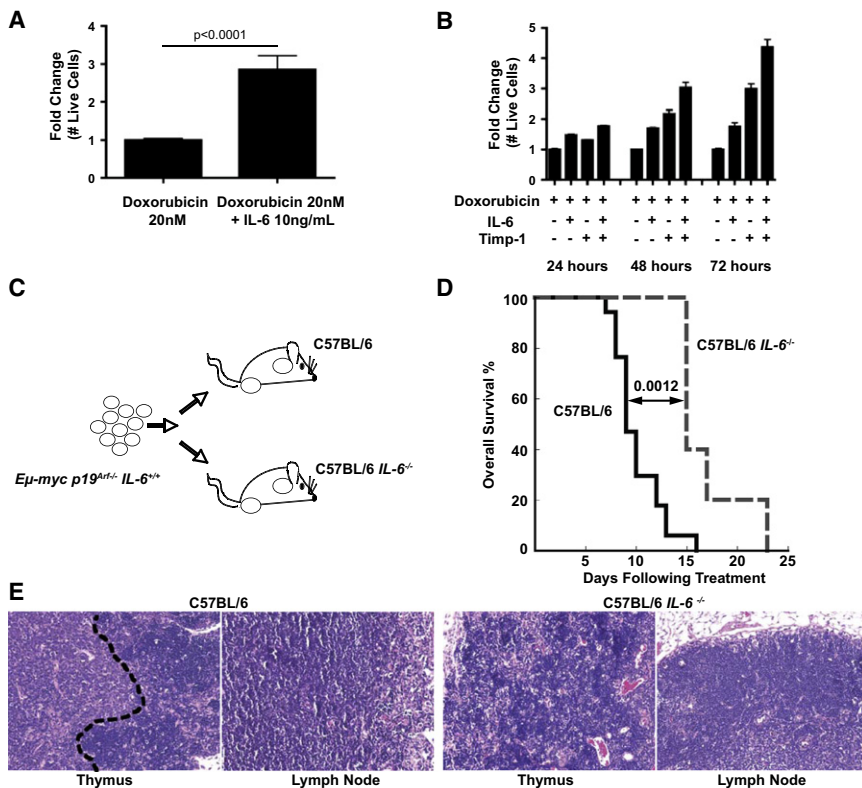 A
p<0.0001
Fold Change
(# Live Cells)
4
3
2
1
0
Doxorubicin
20nM
Doxorubicin 20nM
+ IL-6 10ng/mL
B
Fold Change
(# Live Cells)
5
4
3
2
1
0
Doxorubicin + + + + + + + + + + + +
IL-6 - + - + - + - + - + - +
Timp-1 - - + + - - + + - - + +
24 hours 48 hours 72 hours
C
C57BL/6
Eμ-myc p19Arf-/- IL-6+/+
C57BL/6 IL-6-/-
D
Overall Survival %
100
80
60
40
20
0
C57BL/6 IL-6-/-
0.0012
C57BL/6
5 10 15 20 25
Days Following Treatment
E
C57BL/6
C57BL/6 IL-6 -/-
Thymus
Lymph Node
Thymus
Lymph Node